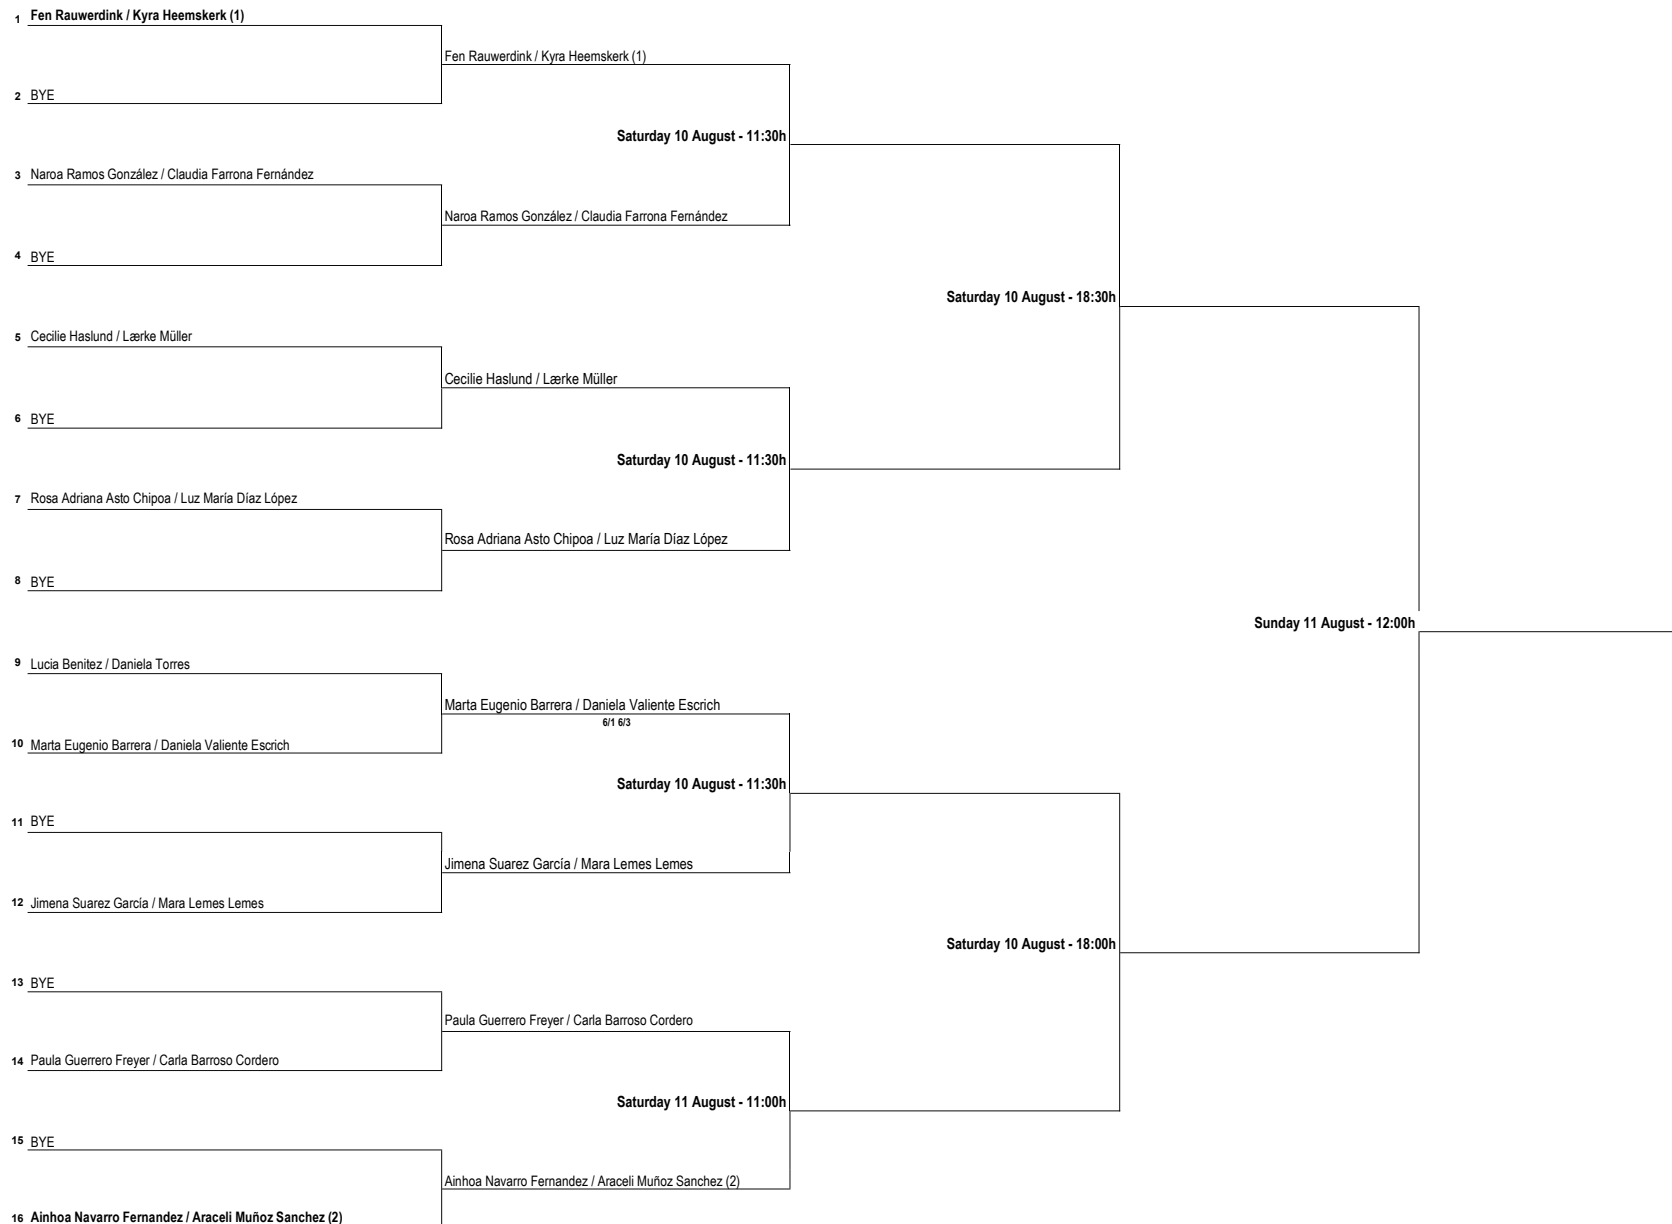 1 Fen Rauwerdink / Kyra Heemskerk (1)
Fen Rauwerdink / Kyra Heemskerk (1)
2 BYE
Saturday 10 August - 11:30h
3 Naroa Ramos González / Claudia Farrona Fernández
Naroa Ramos González / Claudia Farrona Fernández
4 BYE
Saturday 10 August - 18:30h
5 Cecilie Haslund / Lærke Müller
Cecilie Haslund / Lærke Müller
6 BYE
Saturday 10 August - 11:30h
7 Rosa Adriana Asto Chipoa / Luz María Díaz López
Rosa Adriana Asto Chipoa / Luz María Díaz López
8 BYE
Sunday 11 August - 12:00h
9 Lucia Benitez / Daniela Torres
Marta Eugenio Barrera / Daniela Valiente Escrich
6/1 6/3
10 Marta Eugenio Barrera / Daniela Valiente Escrich
Saturday 10 August - 11:30h
11 BYE
Jimena Suarez García / Mara Lemes Lemes
12 Jimena Suarez García / Mara Lemes Lemes
Saturday 10 August - 18:00h
13 BYE
Paula Guerrero Freyer / Carla Barroso Cordero
14 Paula Guerrero Freyer / Carla Barroso Cordero
Saturday 11 August - 11:00h
15 BYE
Ainhoa Navarro Fernandez / Araceli Muñoz Sanchez (2)
16 Ainhoa Navarro Fernandez / Araceli Muñoz Sanchez (2)